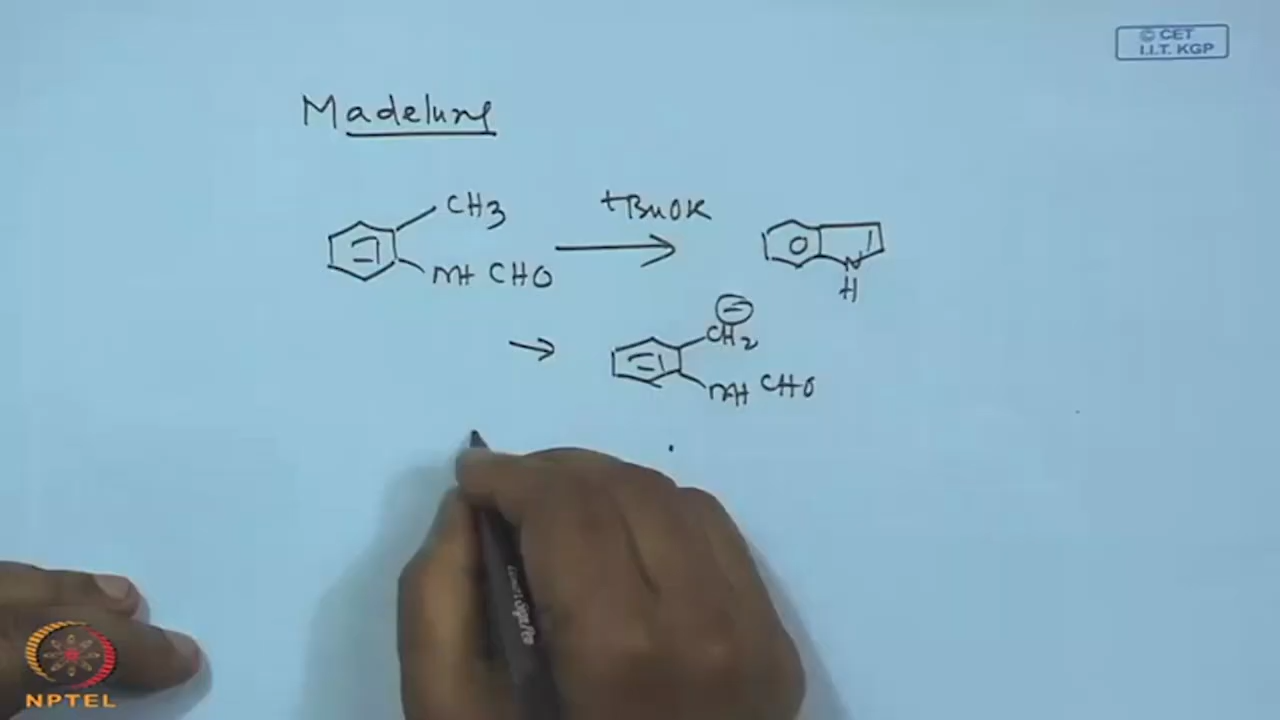 © CET
I.I.T. KGP
Madelung
CH3
tBuOK
NH CHO
N
H
→
⊖
CH2
NH CHO
NPTEL